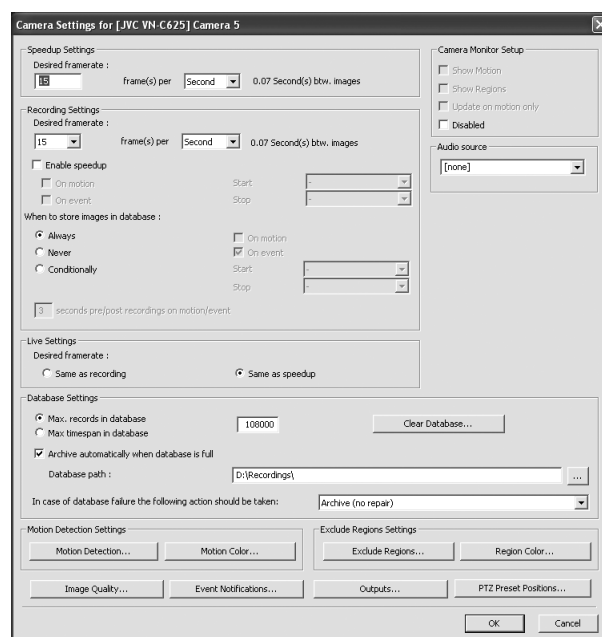 Camera Settings for [JVC VN-C625] Camera 5
Speedup Settings
Desired framerate :
15 frame(s) per Second 0.07 Second(s) btw. images
Recording Settings
Desired framerate :
15 frame(s) per Second 0.07 Second(s) btw. images
Enable speedup
On motion Start -
On event Stop -
When to store images in database :
Always On motion
Never On event
Conditionally Start -
Stop -
3 seconds pre/post recordings on motion/event
Camera Monitor Setup
Show Motion
Show Regions
Update on motion only
Disabled
Audio source
[none]
Live Settings
Desired framerate :
Same as recording Same as speedup
Database Settings
Max. records in database 108000 Clear Database...
Max timespan in database
Archive automatically when database is full
Database path : D:\Recordings\ ...
In case of database failure the following action should be taken: Archive (no repair)
Motion Detection Settings
Motion Detection... Motion Color...
Exclude Regions Settings
Exclude Regions... Region Color...
Image Quality... Event Notifications... Outputs... PTZ Preset Positions...
OK Cancel